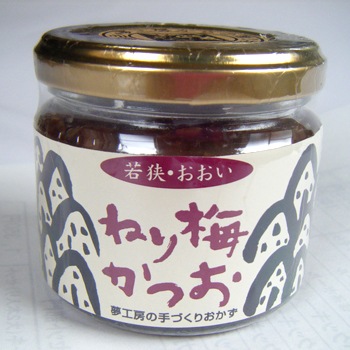 若狭・おおい
ねり梅
かつお
夢工房の手づくりおかず